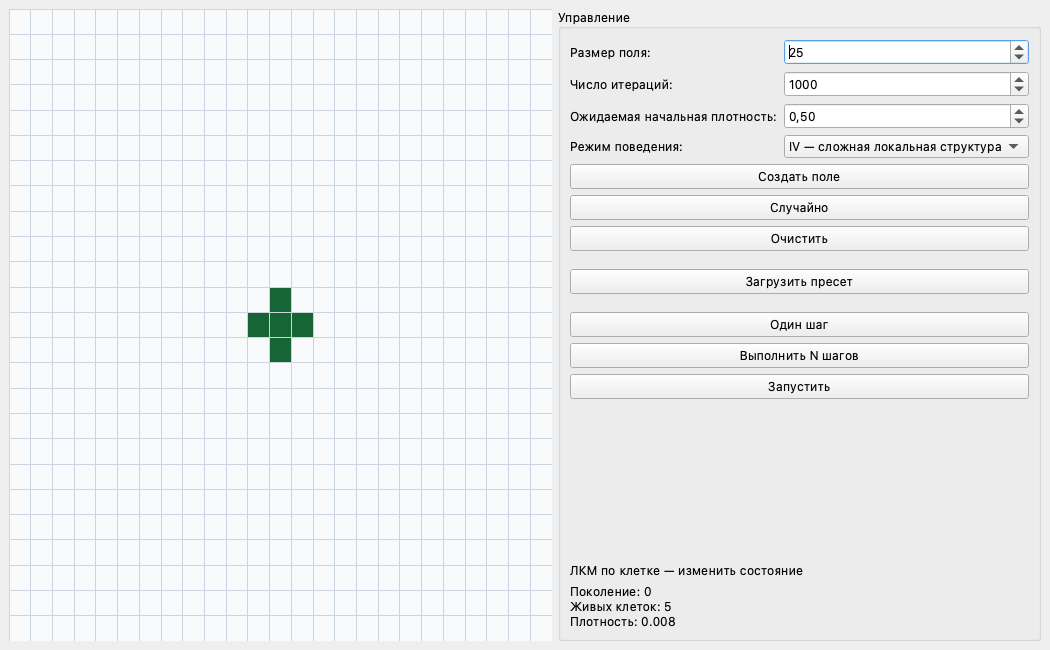 Управление
Размер поля: 25
Число итераций: 1000
Ожидаемая начальная плотность: 0,50
Режим поведения: IV — сложная локальная структура
Создать поле
Случайно
Очистить
Загрузить пресет
Один шаг
Выполнить N шагов
Запустить
ЛКМ по клетке — изменить состояние
Поколение: 0
Живых клеток: 5
Плотность: 0.008